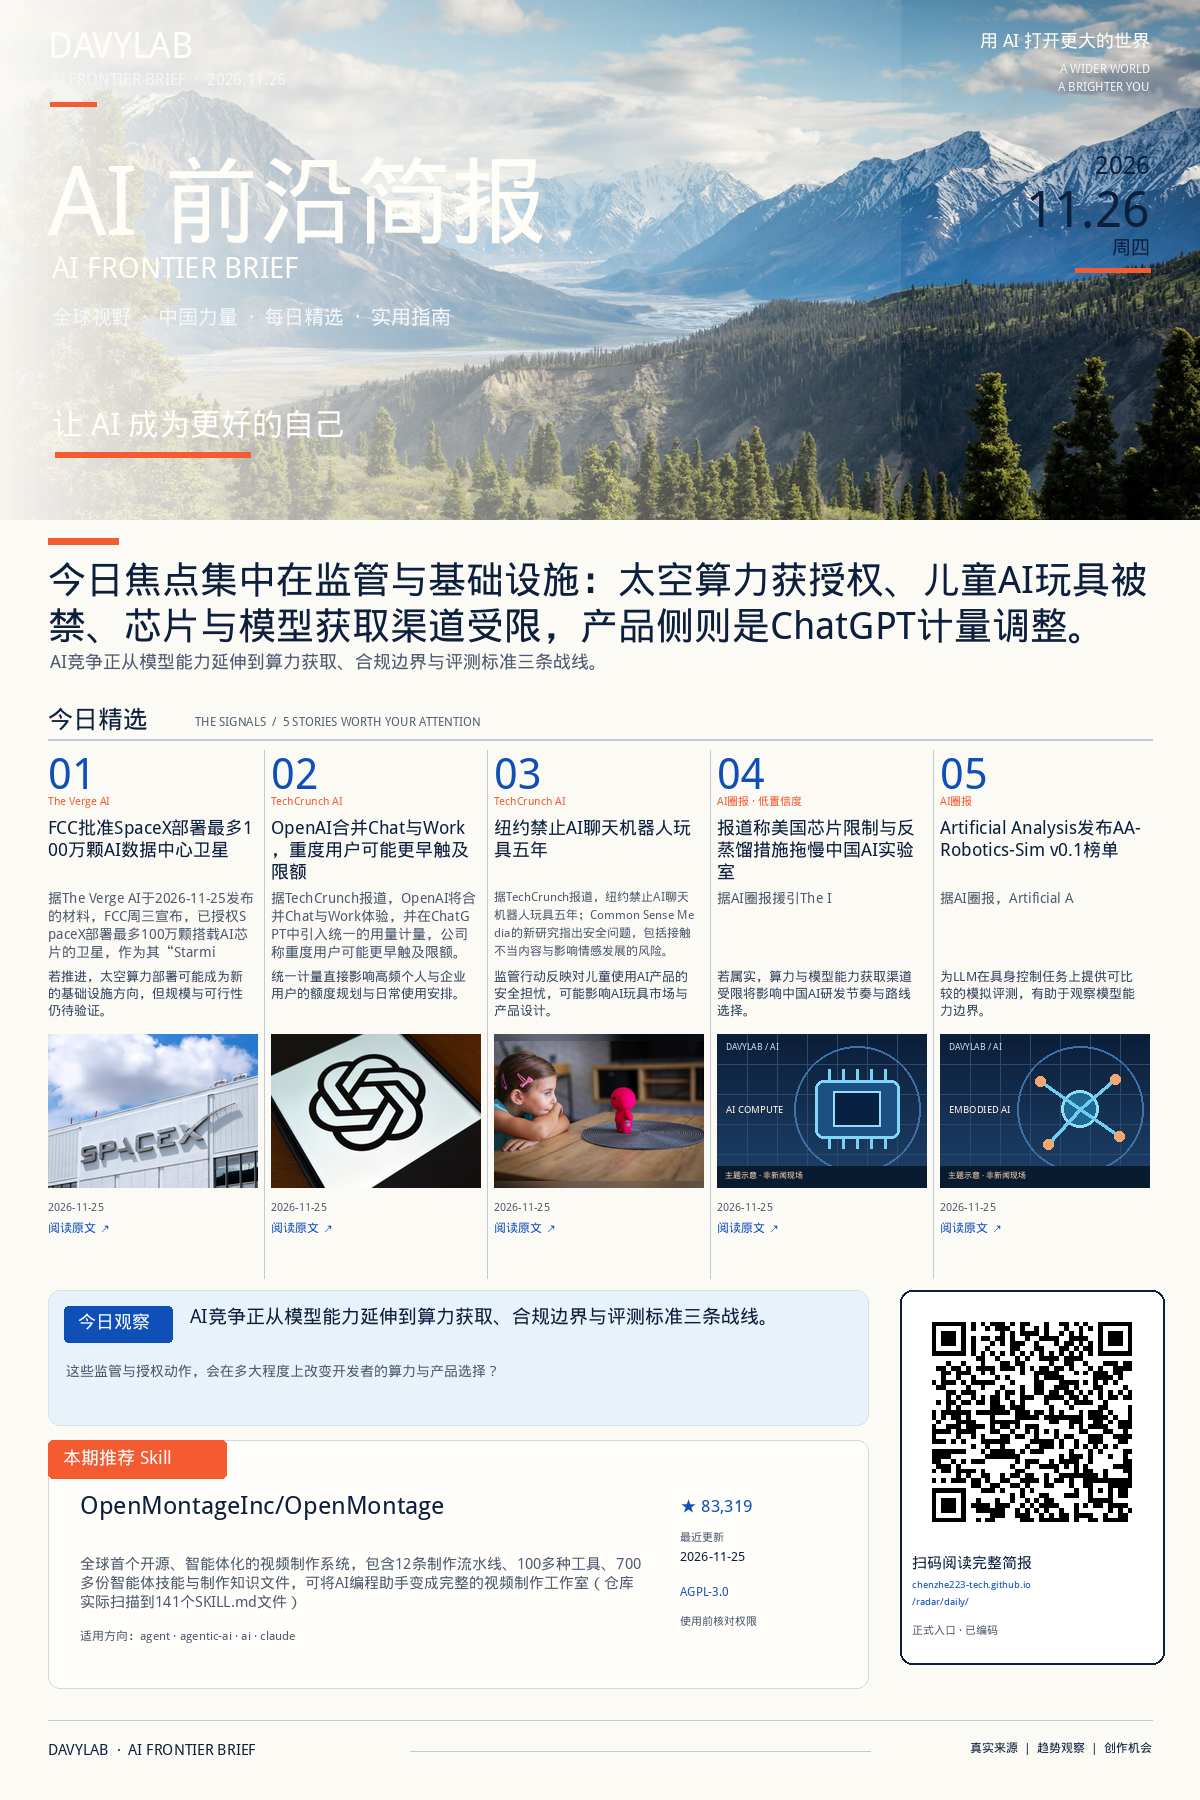 DAVYLAB
AI FRONTIER BRIEF · 2026.11.26
用 AI 打开更大的世界
A WIDER WORLD
A BRIGHTER YOU
2026
11.26
周四
AI 前沿简报
AI FRONTIER BRIEF
全球视野 · 中国力量 · 每日精选 · 实用指南
让 AI 成为更好的自己
今日焦点集中在监管与基础设施：太空算力获授权、儿童AI玩具被
禁、芯片与模型获取渠道受限，产品侧则是ChatGPT计量调整。
AI竞争正从模型能力延伸到算力获取、合规边界与评测标准三条战线。
今日精选
THE SIGNALS / 5 STORIES WORTH YOUR ATTENTION
01
The Verge AI
FCC批准SpaceX部署最多1
00万颗AI数据中心卫星
据The Verge AI于2026-11-25发布
的材料，FCC周三宣布，已授权S
paceX部署最多100万颗搭载AI芯
片的卫星，作为其“Starmi
若推进，太空算力部署可能成为新
的基础设施方向，但规模与可行性
仍待验证。
SPACEX
2026-11-25
阅读原文 ↗
02
TechCrunch AI
OpenAI合并Chat与Work
，重度用户可能更早触及
限额
据TechCrunch报道，OpenAI将合
并Chat与Work体验，并在ChatG
PT中引入统一的用量计量，公司
称重度用户可能更早触及限额。
统一计量直接影响高频个人与企业
用户的额度规划与日常使用安排。
2026-11-25
阅读原文 ↗
03
TechCrunch AI
纽约禁止AI聊天机器人玩
具五年
据TechCrunch报道，纽约禁止AI聊天
机器人玩具五年；Common Sense Me
dia的新研究指出安全问题，包括接触
不当内容与影响情感发展的风险。
监管行动反映对儿童使用AI产品的
安全担忧，可能影响AI玩具市场与
产品设计。
2026-11-25
阅读原文 ↗
04
AI圈报 · 低置信度
报道称美国芯片限制与反
蒸馏措施拖慢中国AI实验
室
据AI圈报援引The I
若属实，算力与模型能力获取渠道
受限将影响中国AI研发节奏与路线
选择。
DAVYLAB / AI
AI COMPUTE
主题示意 · 非新闻现场
2026-11-25
阅读原文 ↗
05
AI圈报
Artificial Analysis发布AA-
Robotics-Sim v0.1榜单
据AI圈报，Artificial A
为LLM在具身控制任务上提供可比
较的模拟评测，有助于观察模型能
力边界。
DAVYLAB / AI
EMBODIED AI
主题示意 · 非新闻现场
2026-11-25
阅读原文 ↗
今日观察
AI竞争正从模型能力延伸到算力获取、合规边界与评测标准三条战线。
这些监管与授权动作，会在多大程度上改变开发者的算力与产品选择？
本期推荐 Skill
OpenMontageInc/OpenMontage
全球首个开源、智能体化的视频制作系统，包含12条制作流水线、100多种工具、700
多份智能体技能与制作知识文件，可将AI编程助手变成完整的视频制作工作室（仓库
实际扫描到141个SKILL.md文件）
适用方向：agent · agentic-ai · ai · claude
★ 83,319
最近更新
2026-11-25
AGPL-3.0
使用前核对权限
扫码阅读完整简报
chenzhe223-tech.github.io
/radar/daily/
正式入口 · 已编码
DAVYLAB · AI FRONTIER BRIEF
真实来源 | 趋势观察 | 创作机会